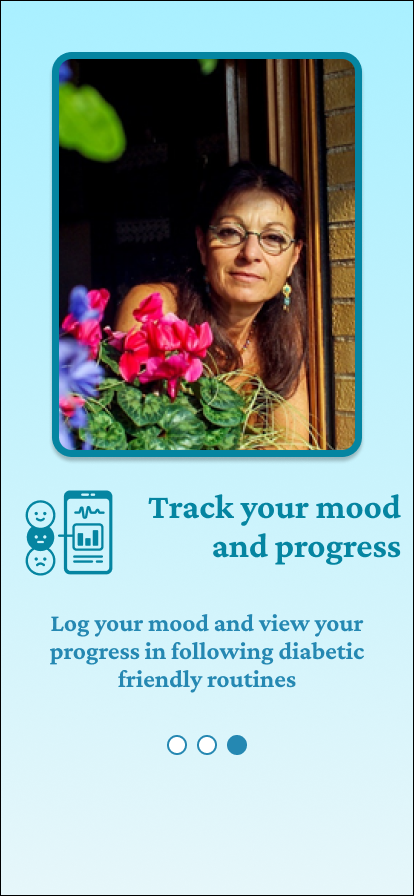 Track your mood
and progress
Log your mood and view your
progress in following diabetic
friendly routines